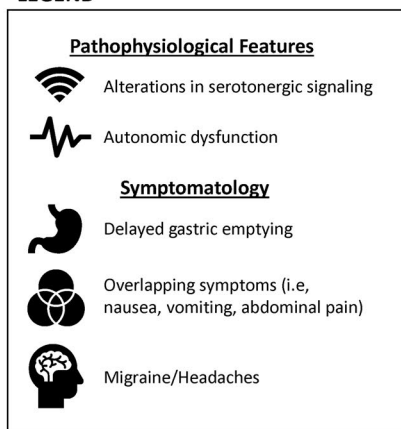 LEGEND
Pathophysiological Features
Alterations in serotonergic signaling
Autonomic dysfunction
Symptomatology
Delayed gastric emptying
Overlapping symptoms (i.e,
nausea, vomiting, abdominal pain)
Migraine/Headaches